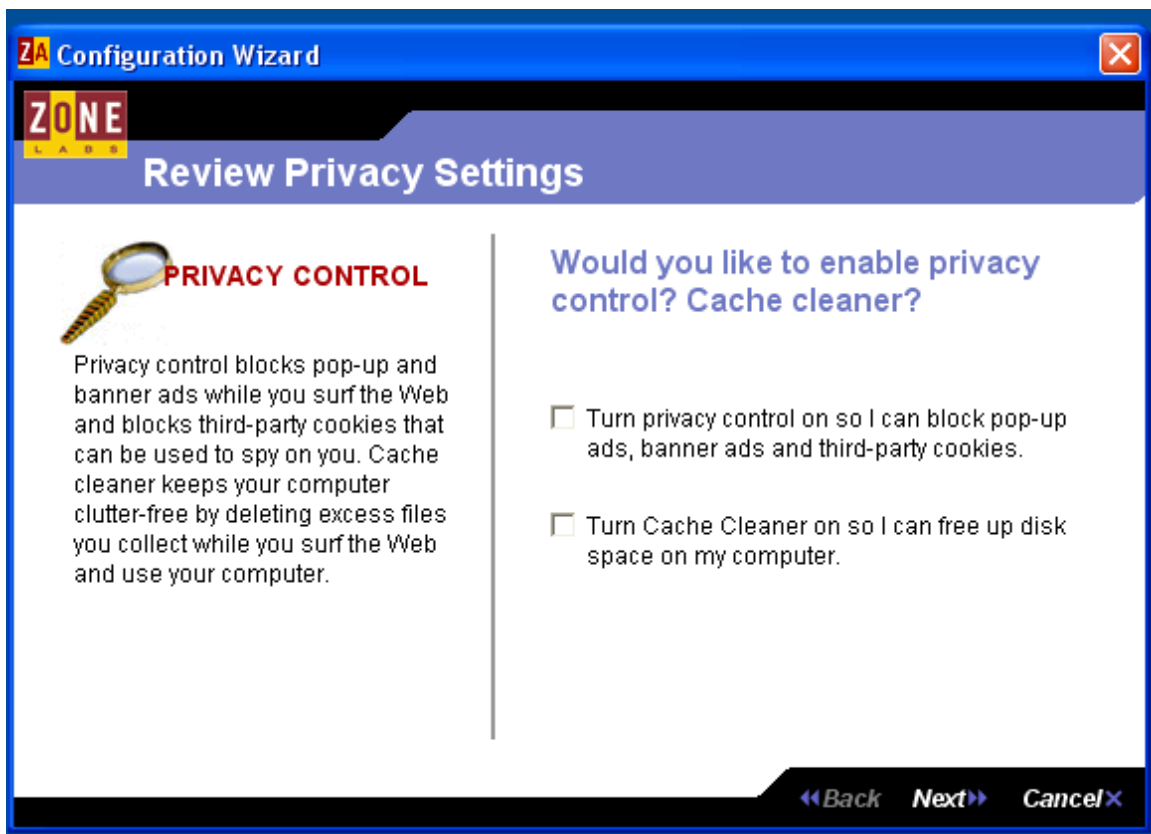 ZA Configuration Wizard
ZONE
LABS
Review Privacy Settings
PRIVACY CONTROL
Privacy control blocks pop-up and
banner ads while you surf the Web
and blocks third-party cookies that
can be used to spy on you. Cache
cleaner keeps your computer
clutter-free by deleting excess files
you collect while you surf the Web
and use your computer.
Would you like to enable privacy
control? Cache cleaner?
Turn privacy control on so I can block pop-up
ads, banner ads and third-party cookies.
Turn Cache Cleaner on so I can free up disk
space on my computer.
Back Next Cancel